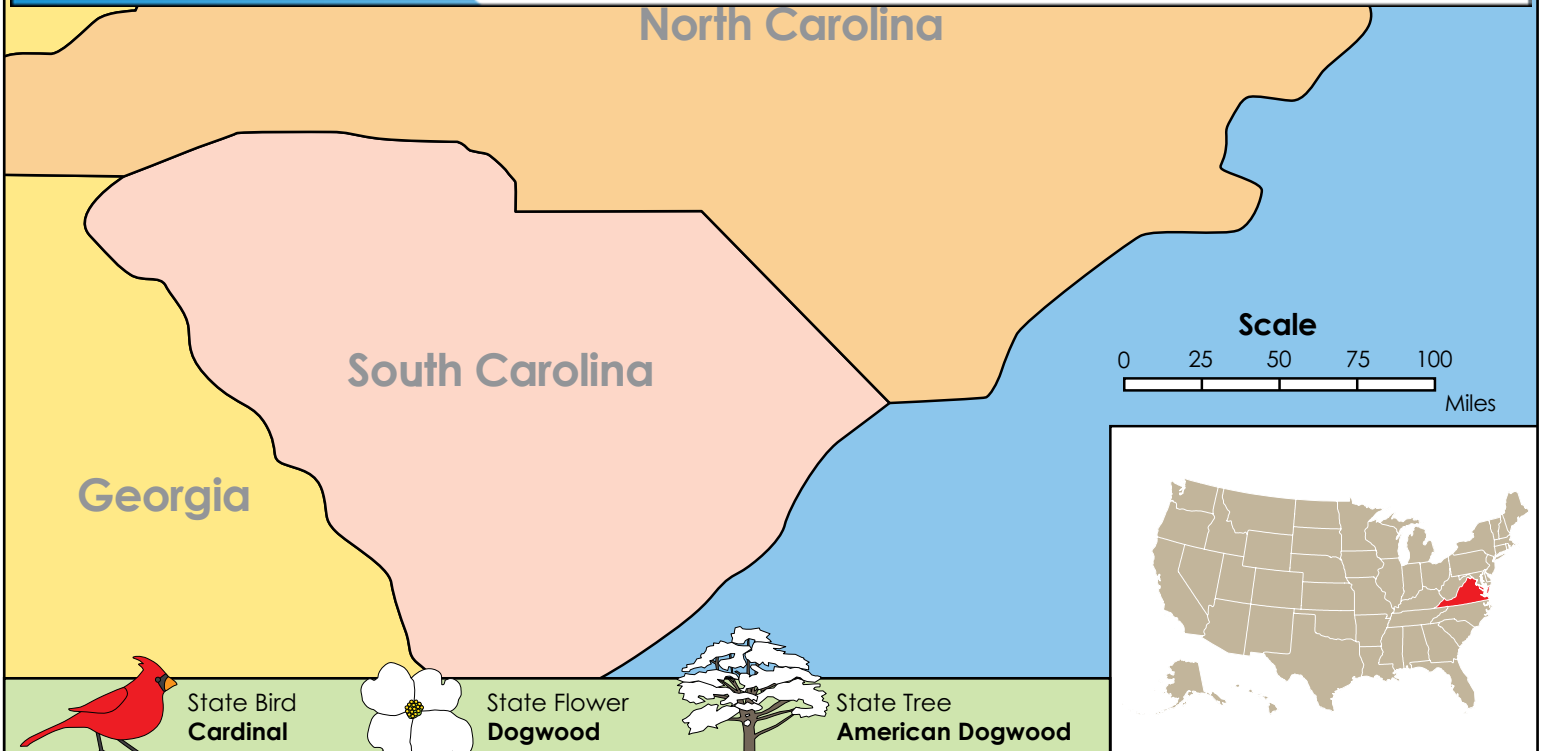 North Carolina
South Carolina
Georgia
Scale
0 25 50 75 100
Miles
State Bird
Cardinal
State Flower
Dogwood
State Tree
American Dogwood